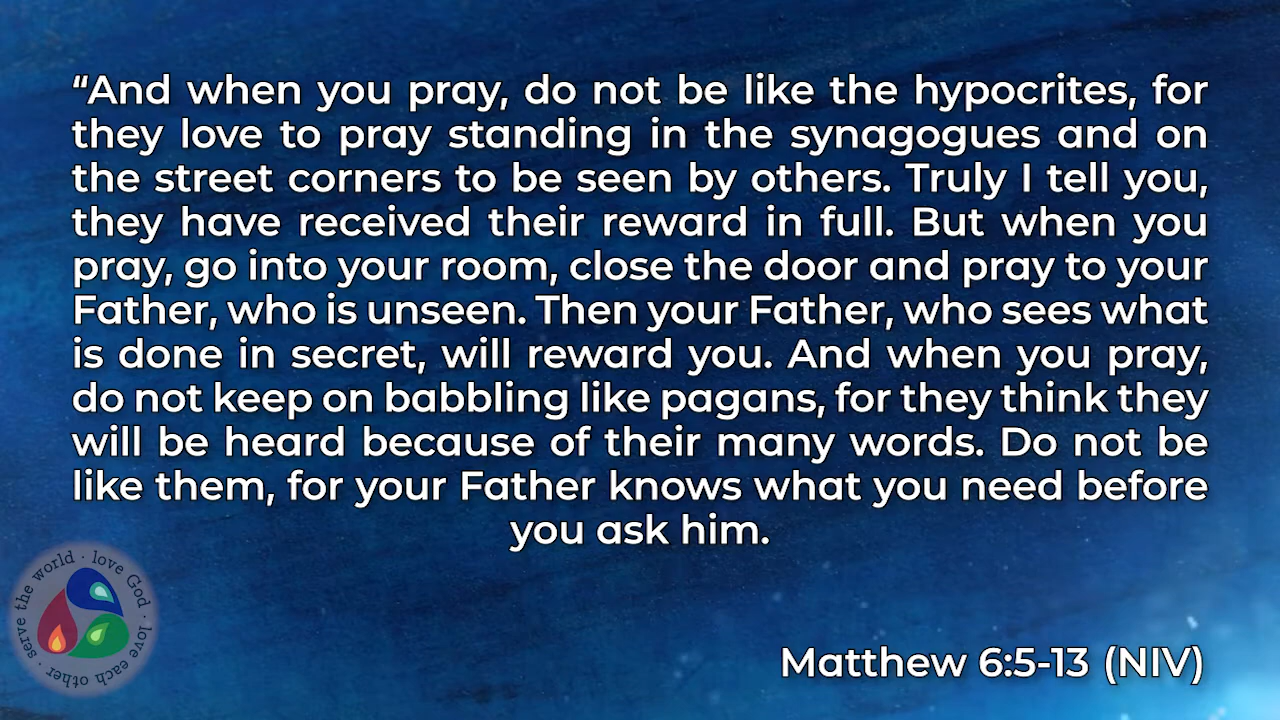 “And when you pray, do not be like the hypocrites, for
they love to pray standing in the synagogues and on
the street corners to be seen by others. Truly I tell you,
they have received their reward in full. But when you
pray, go into your room, close the door and pray to your
Father, who is unseen. Then your Father, who sees what
is done in secret, will reward you. And when you pray,
do not keep on babbling like pagans, for they think they
will be heard because of their many words. Do not be
like them, for your Father knows what you need before
you ask him.
serve the world · love God · love each other ·
Matthew 6:5-13 (NIV)